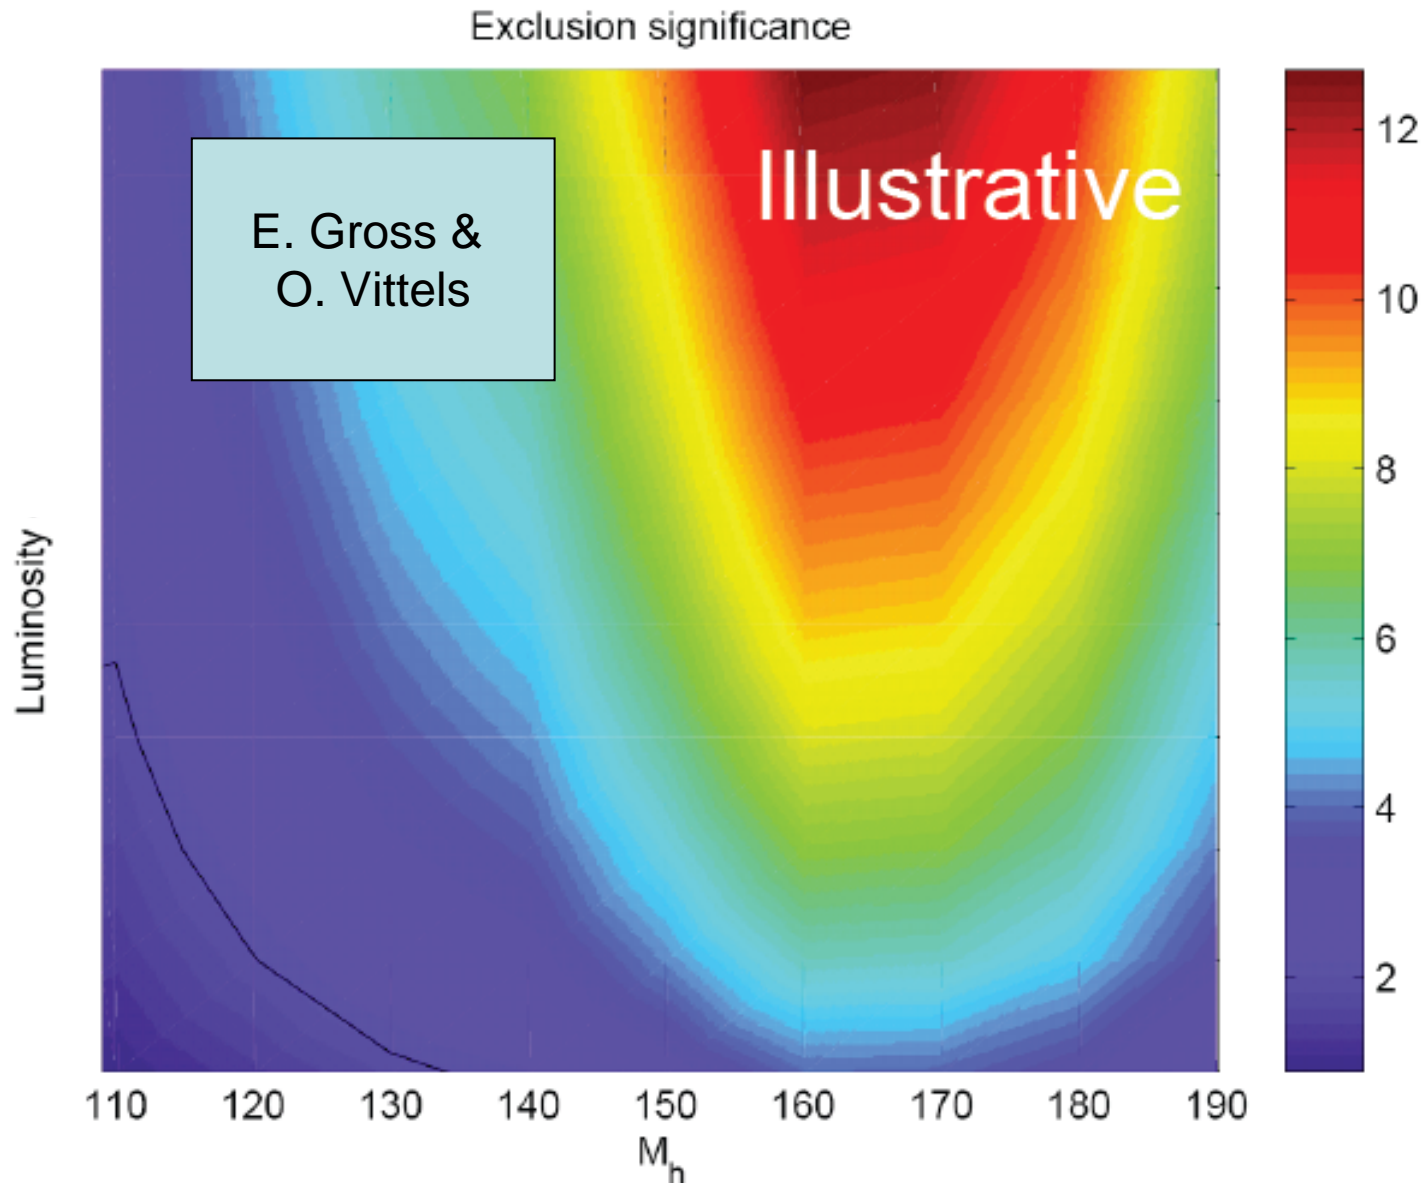 Exclusion significance
E. Gross &
O. Vittels
Illustrative
12
10
8
6
4
2
Luminosity
110 120 130 140 150 160 170 180 190
M_h